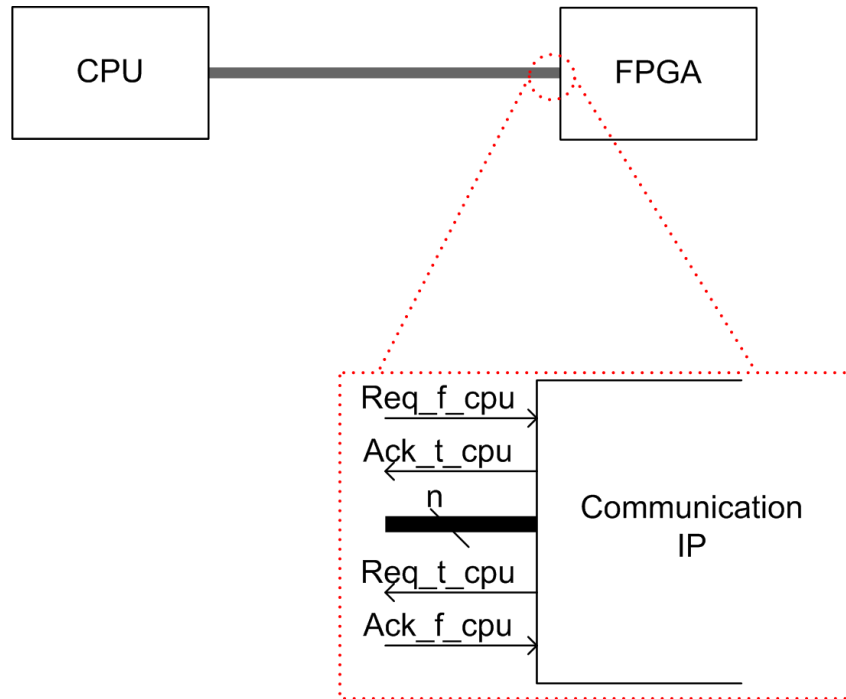 CPU
FPGA
Req_f_cpu
Ack_t_cpu
n
Req_t_cpu
Ack_f_cpu
Communication
IP